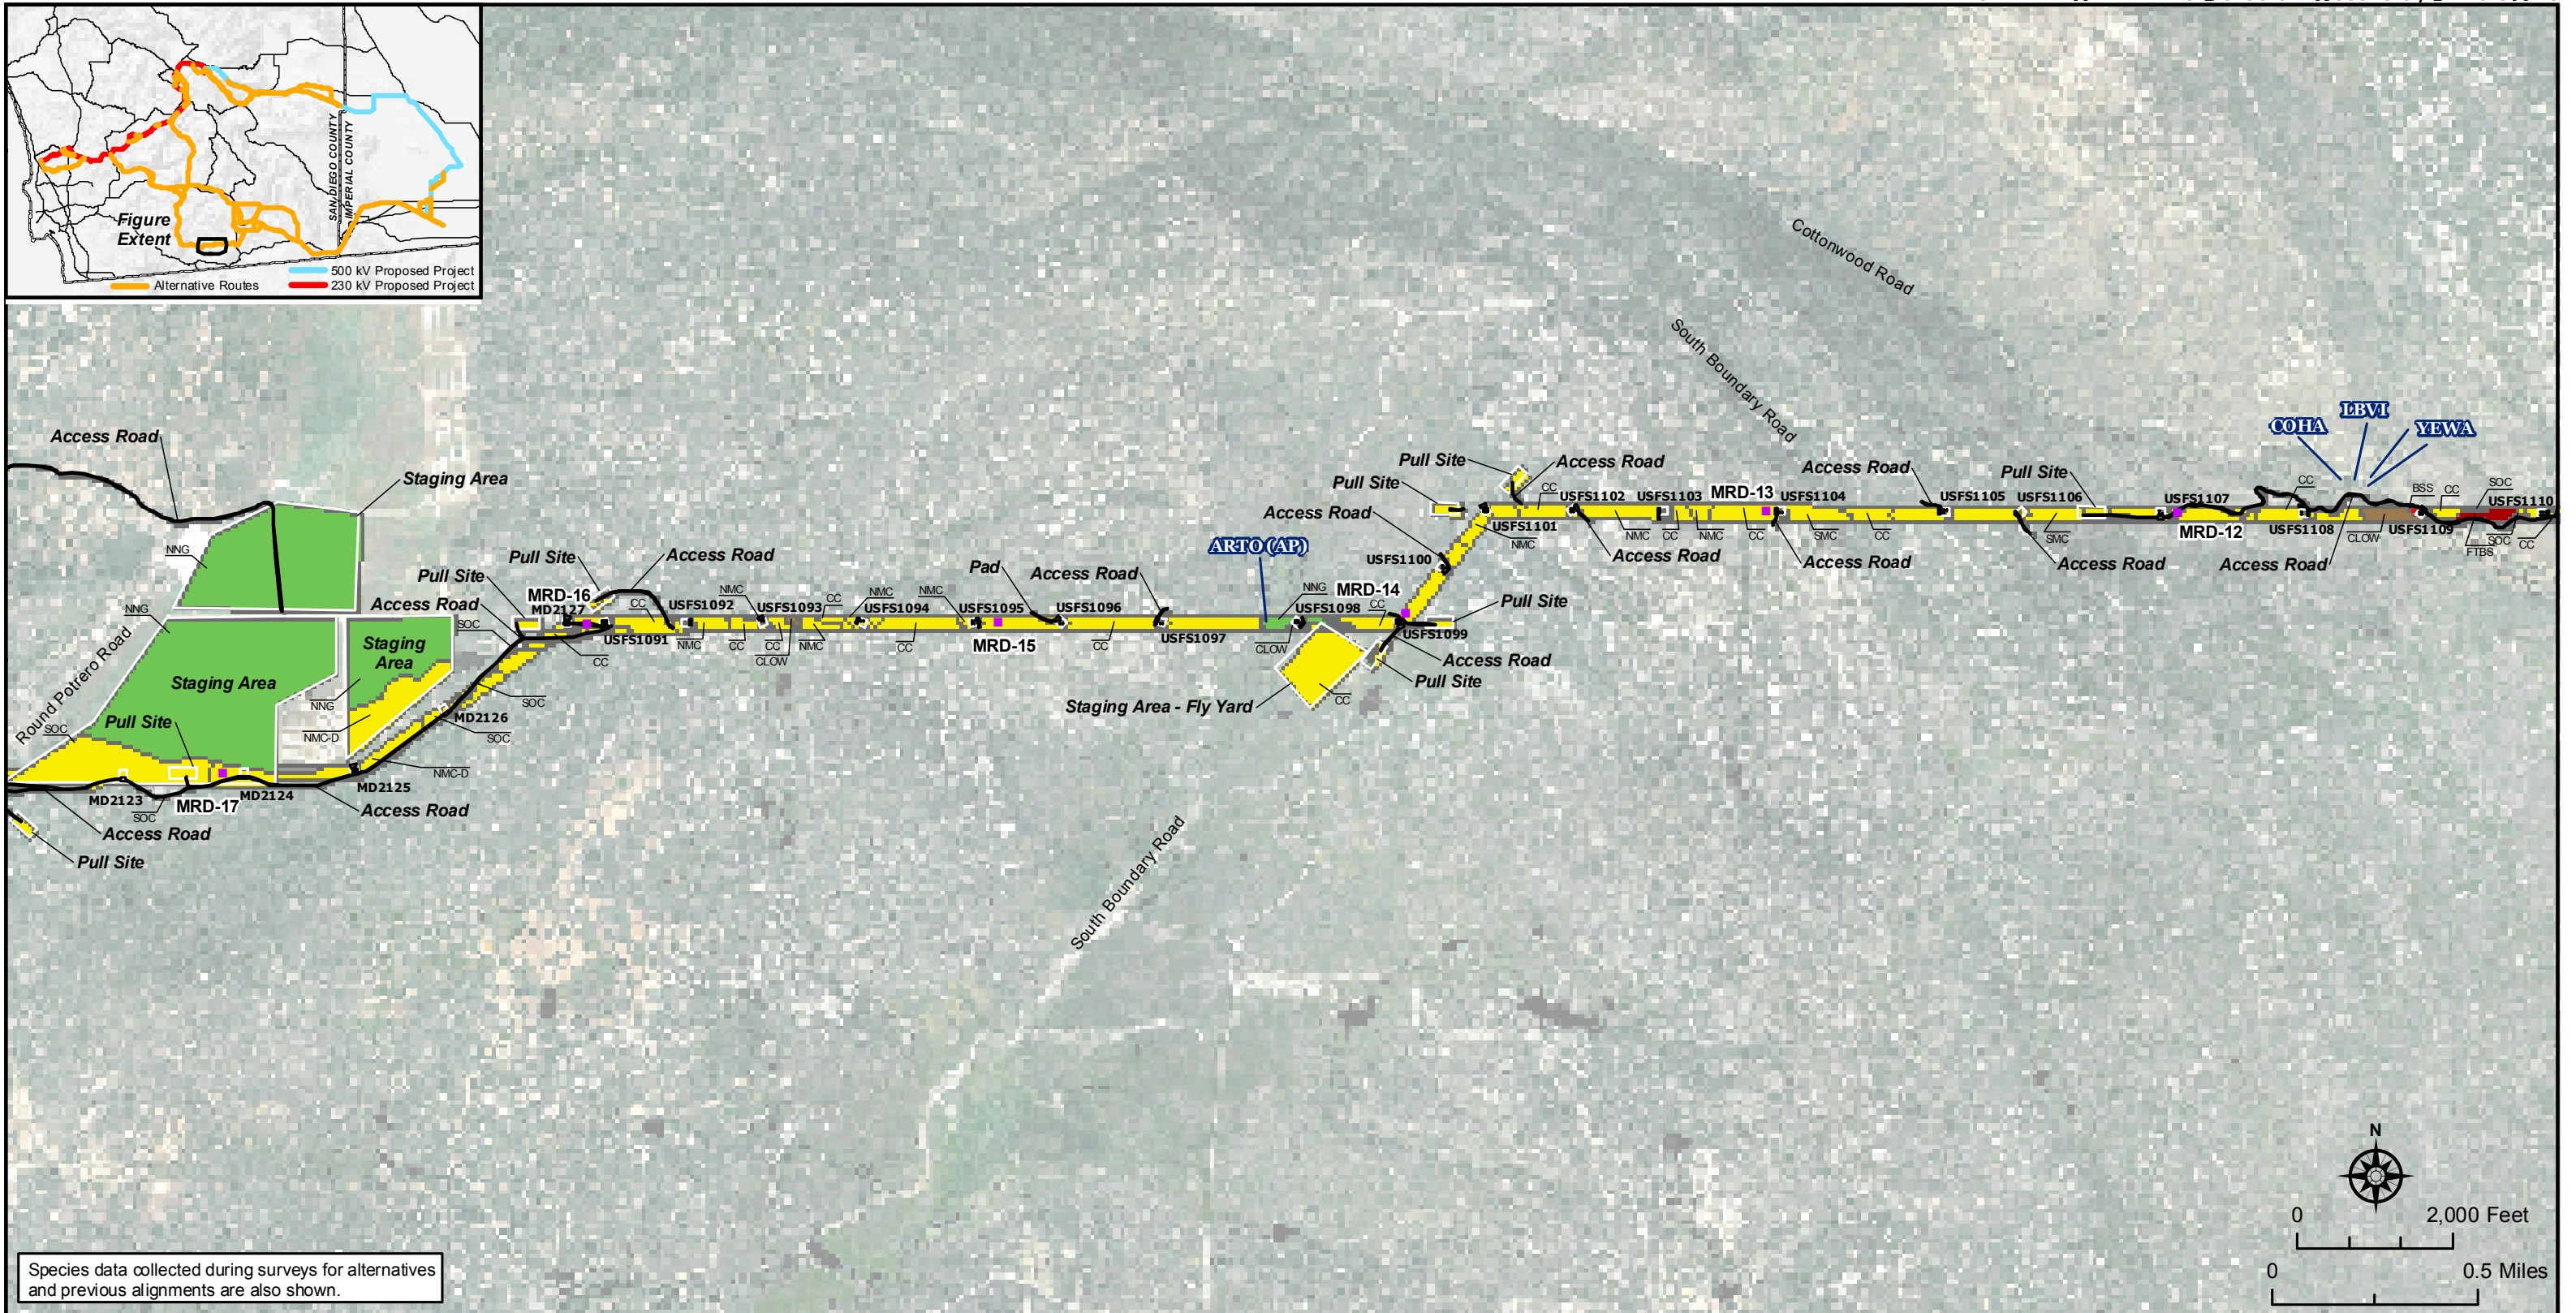 SAN DIEGO COUNTY
IMPERIAL COUNTY
Figure
Extent
500 kV Proposed Project
Alternative Routes
230 kV Proposed Project
Cottonwood Road
South Boundary Road
COHA
LBVI
YEWA
Access Road
Staging Area
Pull Site
Pull Site
Access Road
Access Road
Pull Site
Access Road
CC
USFS1102
USFS1103
MRD-13
USFS1104
USFS1105
USFS1106
USFS1107
CC
BSS
CC
SOC
USFS1110
USFS1101
NMC
NMC
CC
NMC
CC
SMC
CC
SMC
MRD-12
USFS1108
CLOW
USFS1109
FTBS
SOC
CC
Access Road
Access Road
Access Road
Access Road
Access Road
USFS1100
ARTO (AP)
NNG
Pull Site
Access Road
Pull Site
Pad
Access Road
NNG
MRD-14
Pull Site
Access Road
MRD-16
MD2127
CC
USFS1092
NMC
USFS1093
CC
NMC
USFS1094
NMC
USFS1095
USFS1096
USFS1098
CC
NNG
SOC
USFS1091
NMC
CC
CC
NMC
CC
CC
USFS1097
USFS1099
CC
CLOW
MRD-15
CLOW
Access Road
Pull Site
Round Potrero Road
Staging
Area
Staging Area
NNG
SOC
CC
Staging Area - Fly Yard
Pull Site
SOC
NMC-D
MD2126
SOC
NMC-D
MD2123
SOC
MRD-17
MD2124
MD2125
Access Road
Access Road
Pull Site
South Boundary Road
N
0
2,000 Feet
0
0.5 Miles
Species data collected during surveys for alternatives
and previous alignments are also shown.